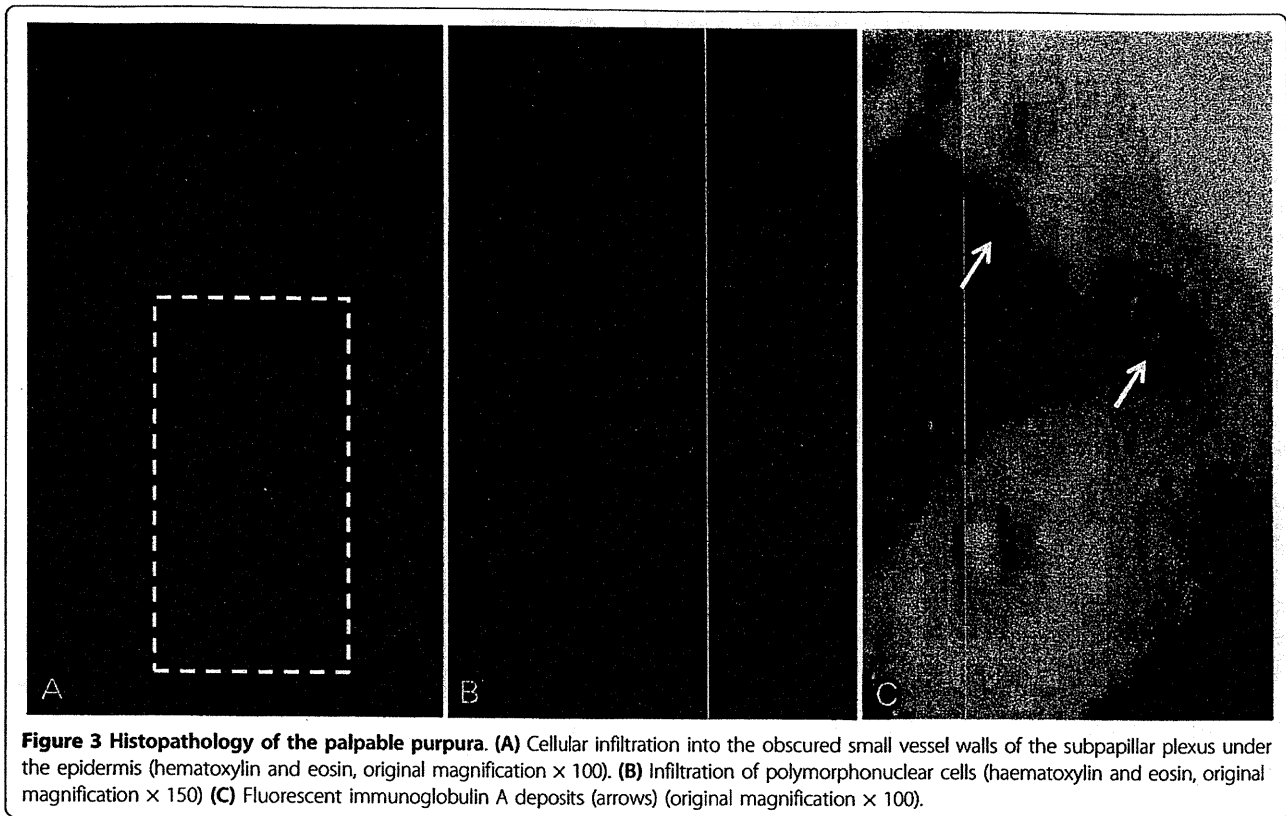 A
B
C
Figure 3 Histopathology of the palpable purpura. (A) Cellular infiltration into the obscured small vessel walls of the subpapillar plexus under
the epidermis (hematoxylin and eosin, original magnification × 100). (B) Infiltration of polymorphonuclear cells (haematoxylin and eosin, original
magnification × 150) (C) Fluorescent immunoglobulin A deposits (arrows) (original magnification × 100).